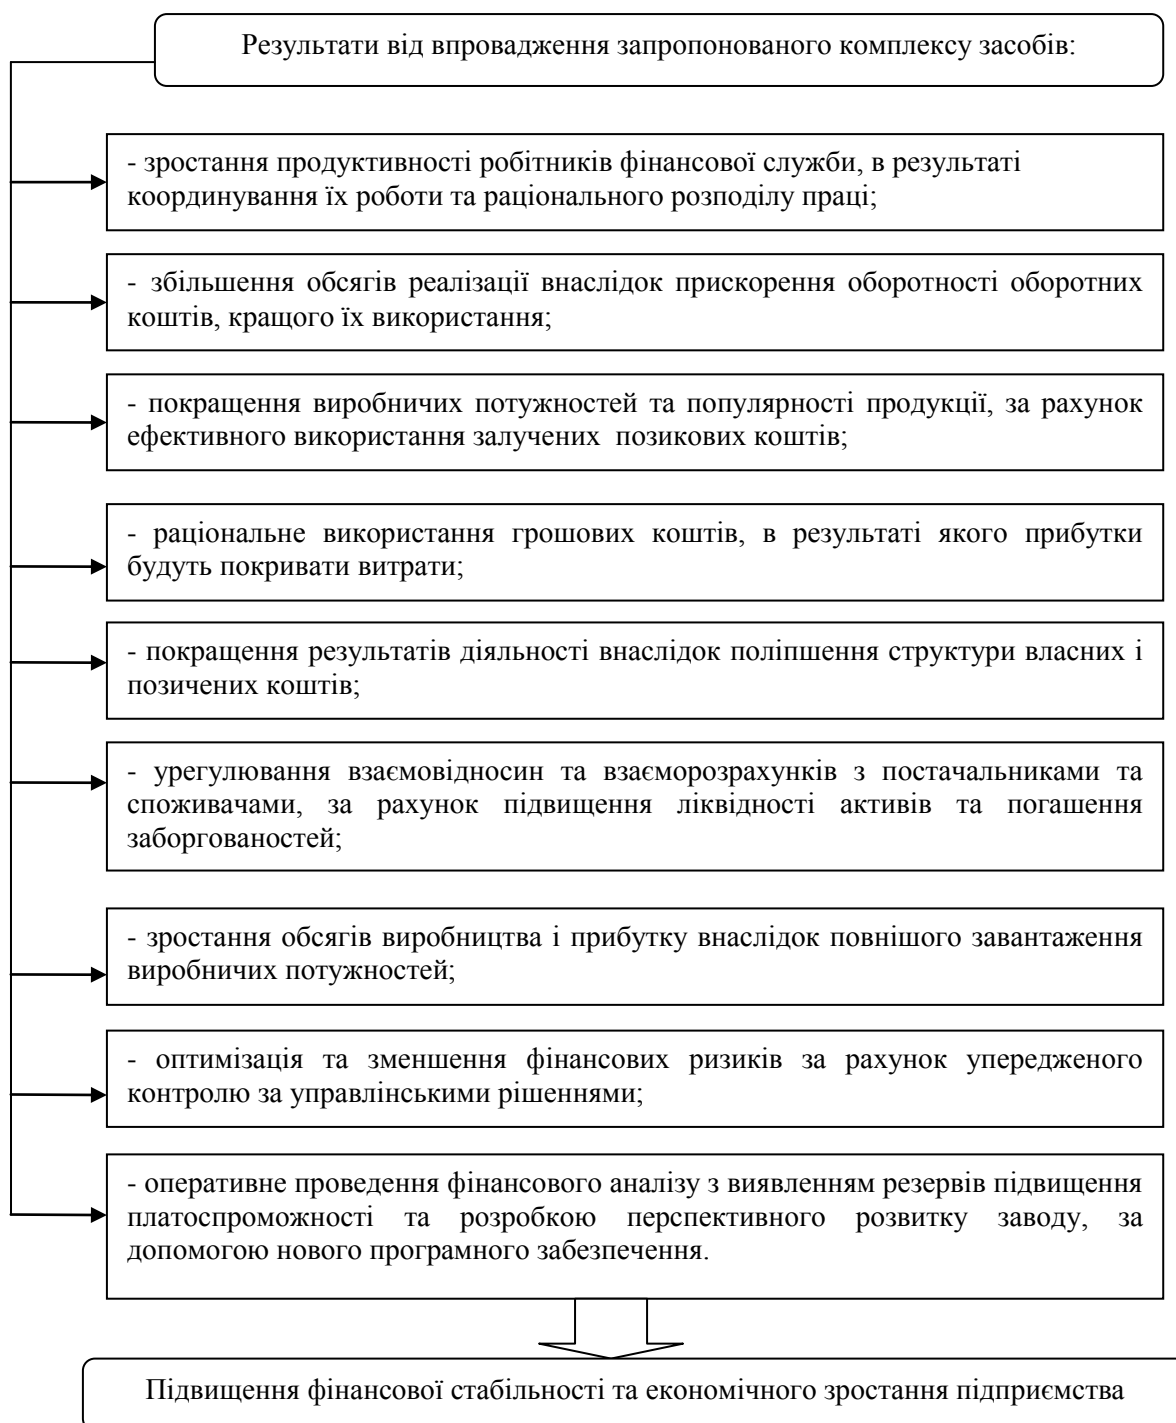 Результати від впровадження запропонованого комплексу засобів:
- зростання продуктивності робітників фінансової служби, в результаті
координування їх роботи та раціонального розподілу праці;
- збільшення обсягів реалізації внаслідок прискорення оборотності оборотних
коштів, кращого їх використання;
- покращення виробничих потужностей та популярності продукції, за рахунок
ефективного використання залучених позикових коштів;
- раціональне використання грошових коштів, в результаті якого прибутки
будуть покривати витрати;
- покращення результатів діяльності внаслідок поліпшення структури власних і
позичених коштів;
- урегулювання взаємовідносин та взаєморозрахунків з постачальниками та
споживачами, за рахунок підвищення ліквідності активів та погашення
заборгованостей;
- зростання обсягів виробництва і прибутку внаслідок повнішого завантаження
виробничих потужностей;
- оптимізація та зменшення фінансових ризиків за рахунок упередженого
контролю за управлінськими рішеннями;
- оперативне проведення фінансового аналізу з виявленням резервів підвищення
платоспроможності та розробкою перспективного розвитку заводу, за
допомогою нового програмного забезпечення.
Підвищення фінансової стабільності та економічного зростання підприємства